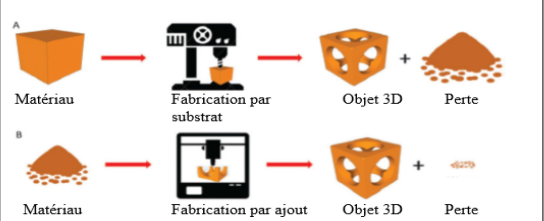 A
Matériau
Fabrication par
substrat
Objet 3D
Perte
B
Matériau
Fabrication par ajout
Objet 3D
Perte